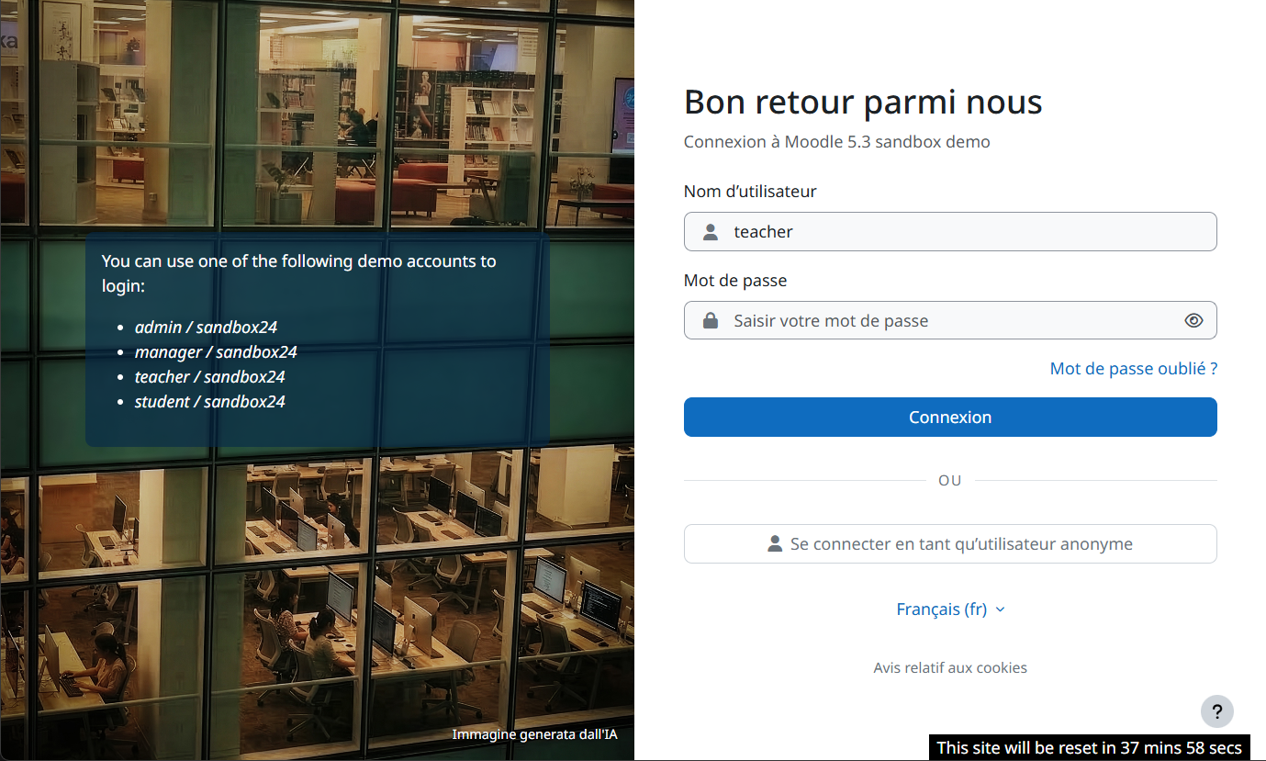 ka
You can use one of the following demo accounts to
login:
admin / sandbox24
manager / sandbox24
teacher / sandbox24
student / sandbox24
Immagine generata dall'IA
Bon retour parmi nous
Connexion à Moodle 5.3 sandbox demo
Nom d’utilisateur
teacher
Mot de passe
Saisir votre mot de passe
Mot de passe oublié ?
Connexion
OU
Se connecter en tant qu’utilisateur anonyme
Français (fr)
Avis relatif aux cookies
?
This site will be reset in 37 mins 58 secs